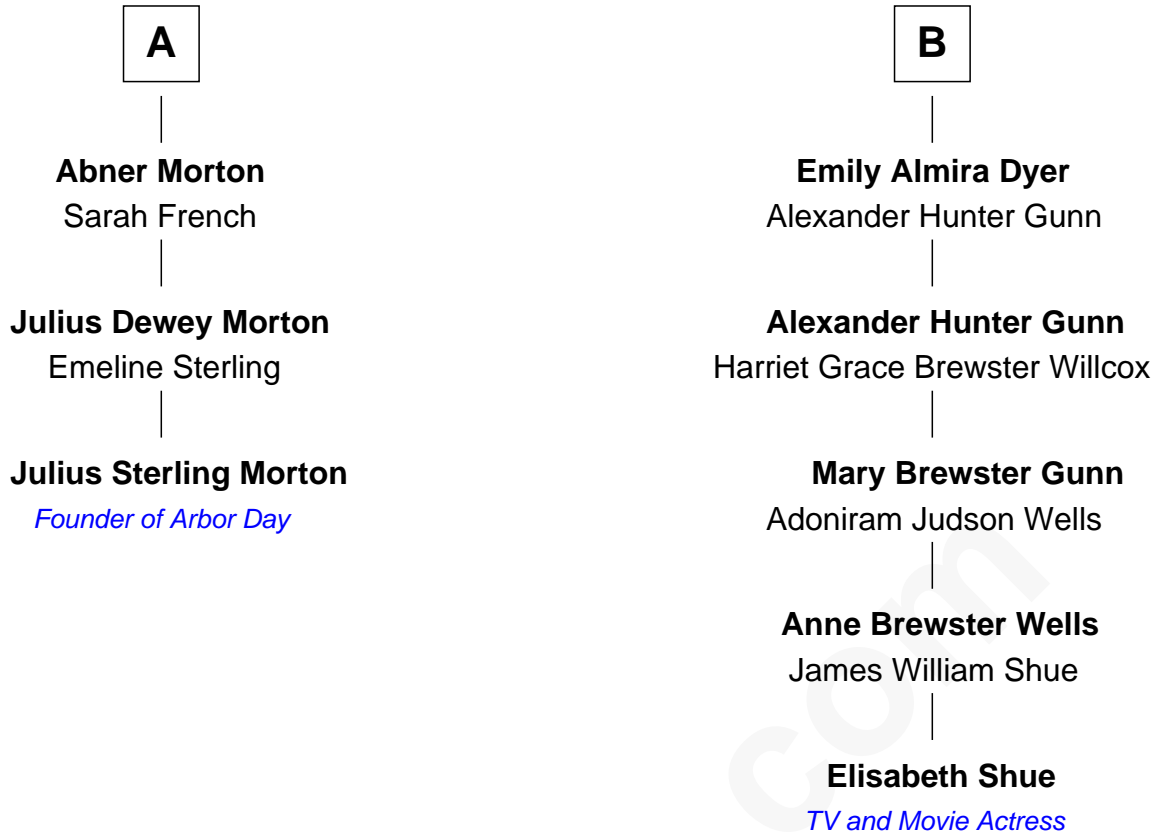 A
Abner Morton
Sarah French
Julius Dewey Morton
Emeline Sterling
Julius Sterling Morton
Founder of Arbor Day
B
Emily Almira Dyer
Alexander Hunter Gunn
Alexander Hunter Gunn
Harriet Grace Brewster Willcox
Mary Brewster Gunn
Adoniram Judson Wells
Anne Brewster Wells
James William Shue
Elisabeth Shue
TV and Movie Actress
com